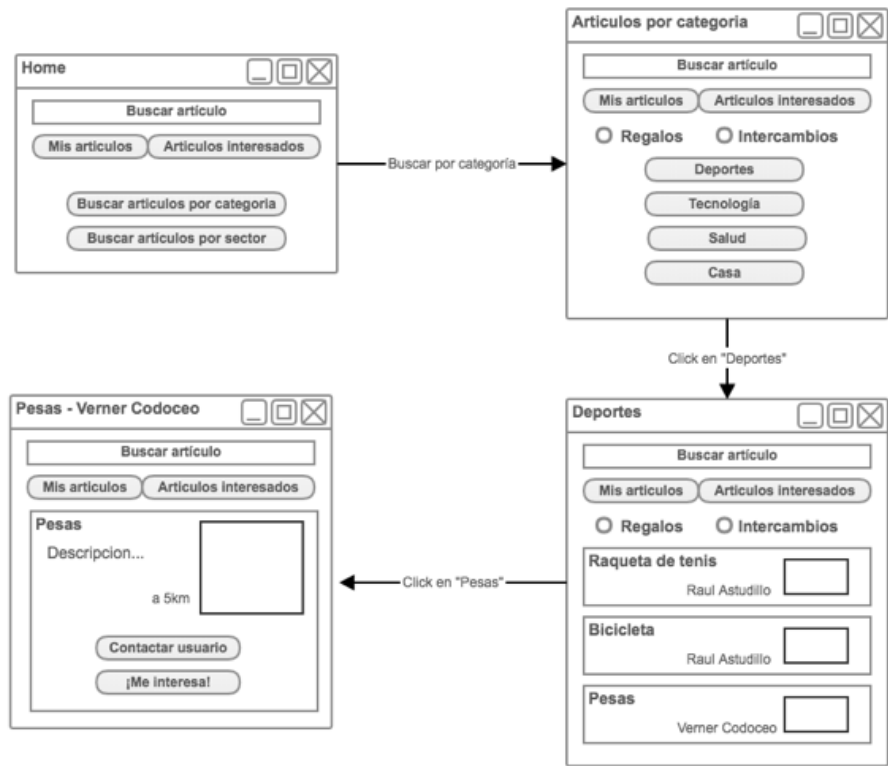 Home
Buscar artículo
Mis articulos
Articulos interesados
Buscar articulos por categoria
Buscar articulos por sector
Buscar por categoría
Articulos por categoria
Buscar artículo
Mis articulos
Articulos interesados
Regalos
Intercambios
Deportes
Tecnología
Salud
Casa
Click en "Deportes"
Deportes
Buscar artículo
Mis articulos
Articulos interesados
Regalos
Intercambios
Raqueta de tenis
Raul Astudillo
Bicicleta
Raul Astudillo
Pesas
Verner Codoceo
Click en "Pesas"
Pesas - Verner Codoceo
Buscar artículo
Mis articulos
Articulos interesados
Pesas
Descripcion...
a 5km
Contactar usuario
¡Me interesa!